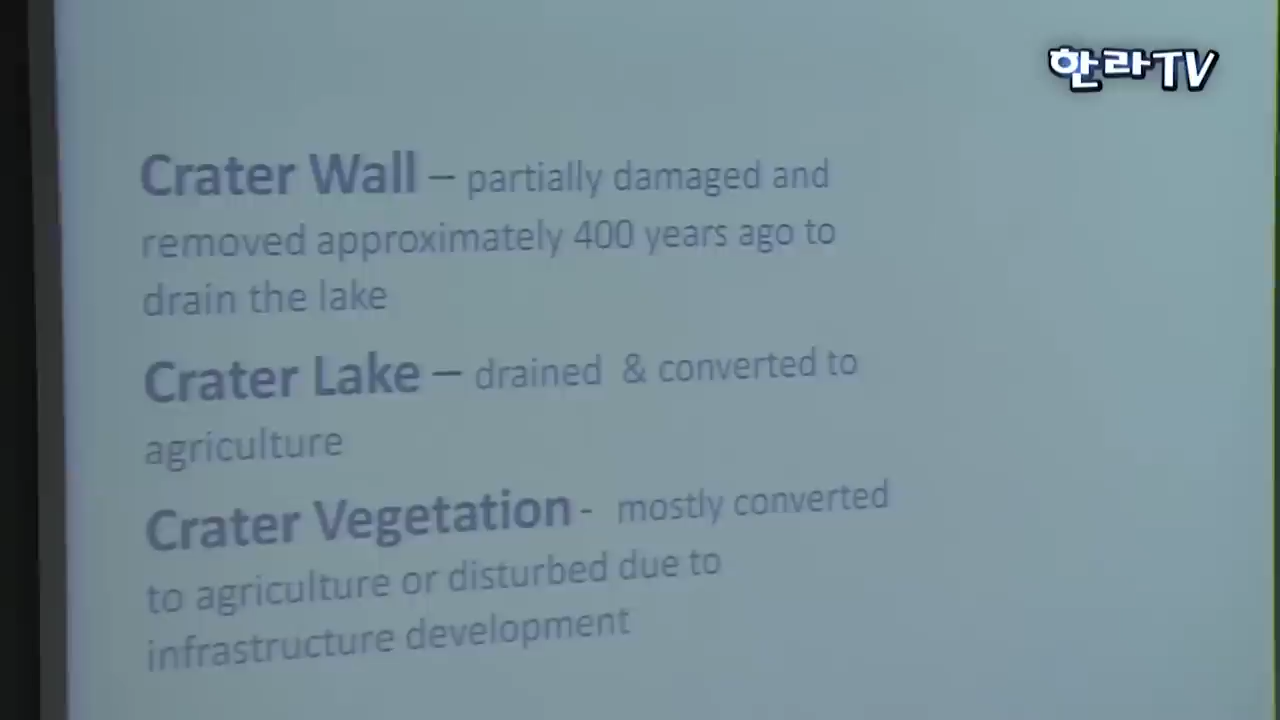 한라TV
Crater Wall – partially damaged and
removed approximately 400 years ago to
drain the lake
Crater Lake – drained & converted to
agriculture
Crater Vegetation - mostly converted
to agriculture or disturbed due to
infrastructure development